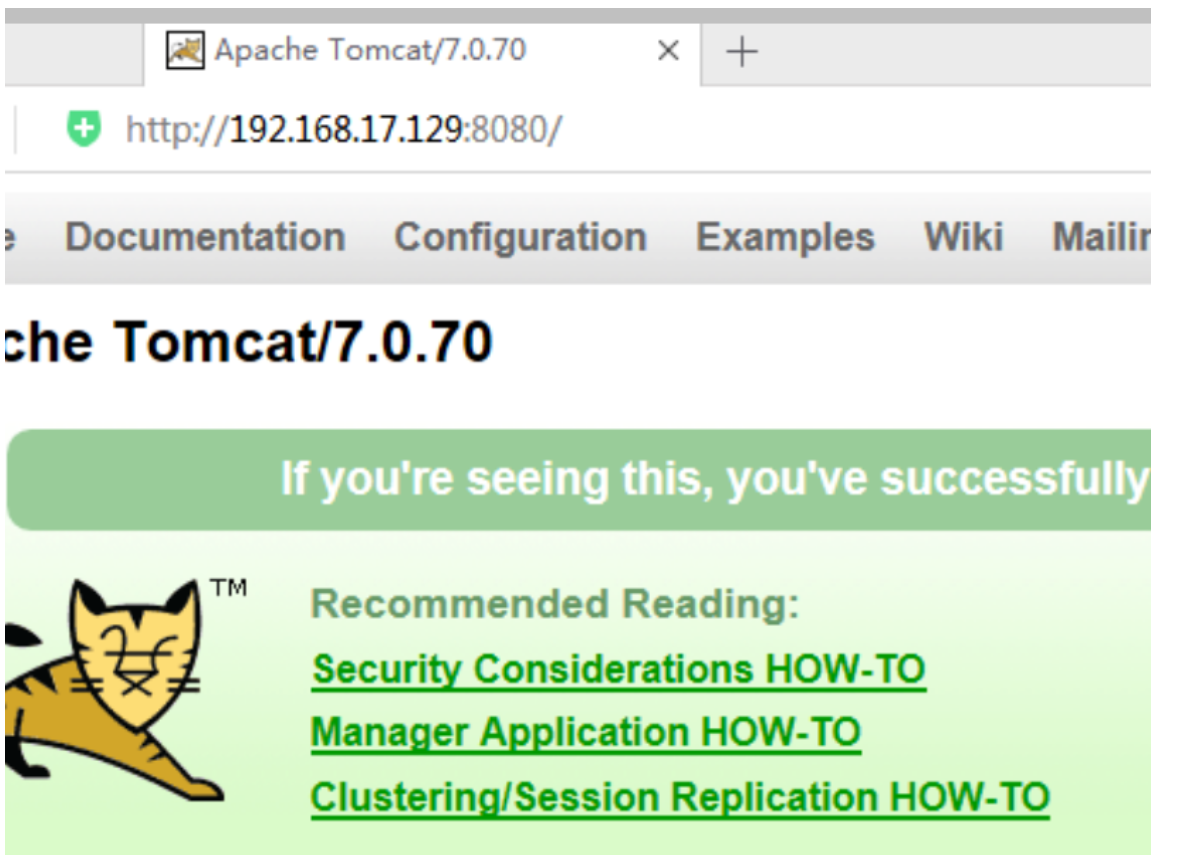 Apache Tomcat/7.0.70
http://192.168.17.129:8080/
e Documentation Configuration Examples Wiki Mailin
che Tomcat/7.0.70
If you're seeing this, you've successfully
TM
Recommended Reading:
Security Considerations HOW-TO
Manager Application HOW-TO
Clustering/Session Replication HOW-TO